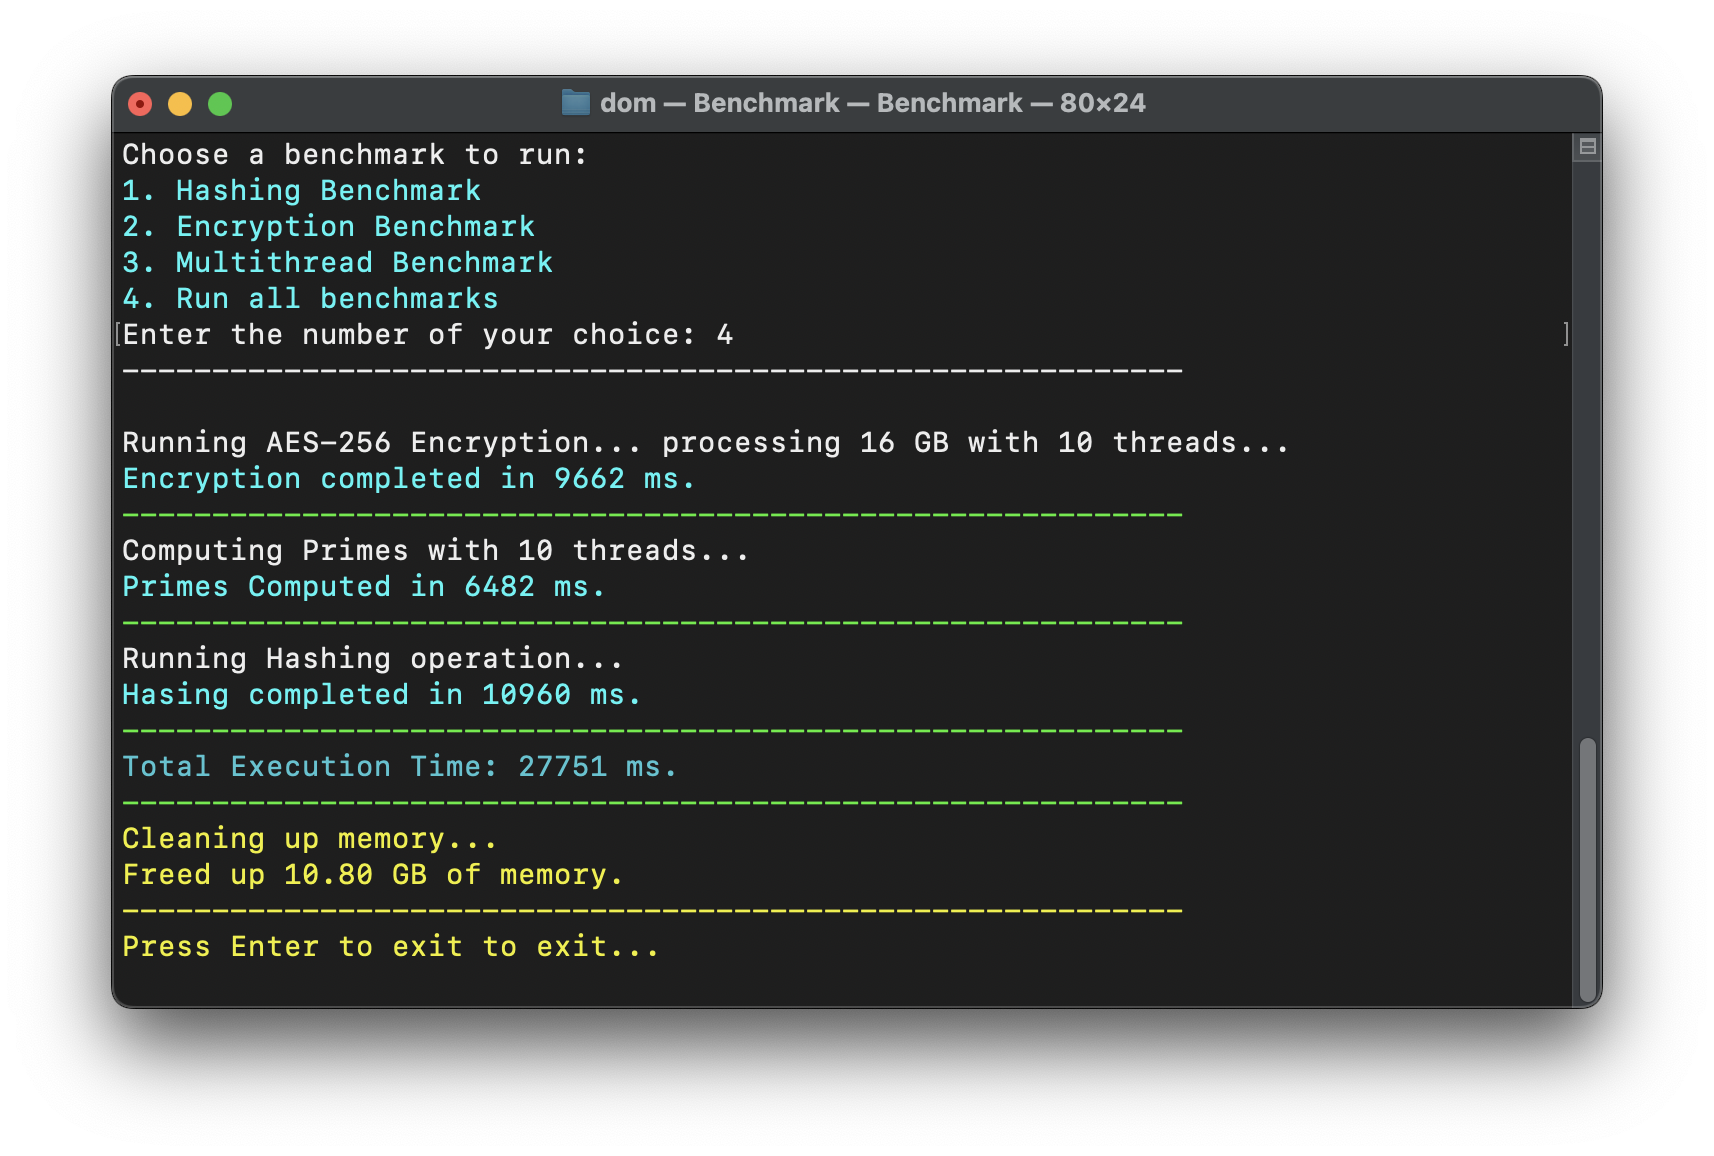 dom — Benchmark — Benchmark — 80×24
Choose a benchmark to run:
1. Hashing Benchmark
2. Encryption Benchmark
3. Multithread Benchmark
4. Run all benchmarks
[Enter the number of your choice: 4 ]
-----------------------------------------------------------
Running AES-256 Encryption... processing 16 GB with 10 threads...
Encryption completed in 9662 ms.
-----------------------------------------------------------
Computing Primes with 10 threads...
Primes Computed in 6482 ms.
-----------------------------------------------------------
Running Hashing operation...
Hasing completed in 10960 ms.
-----------------------------------------------------------
Total Execution Time: 27751 ms.
-----------------------------------------------------------
Cleaning up memory...
Freed up 10.80 GB of memory.
-----------------------------------------------------------
Press Enter to exit to exit...